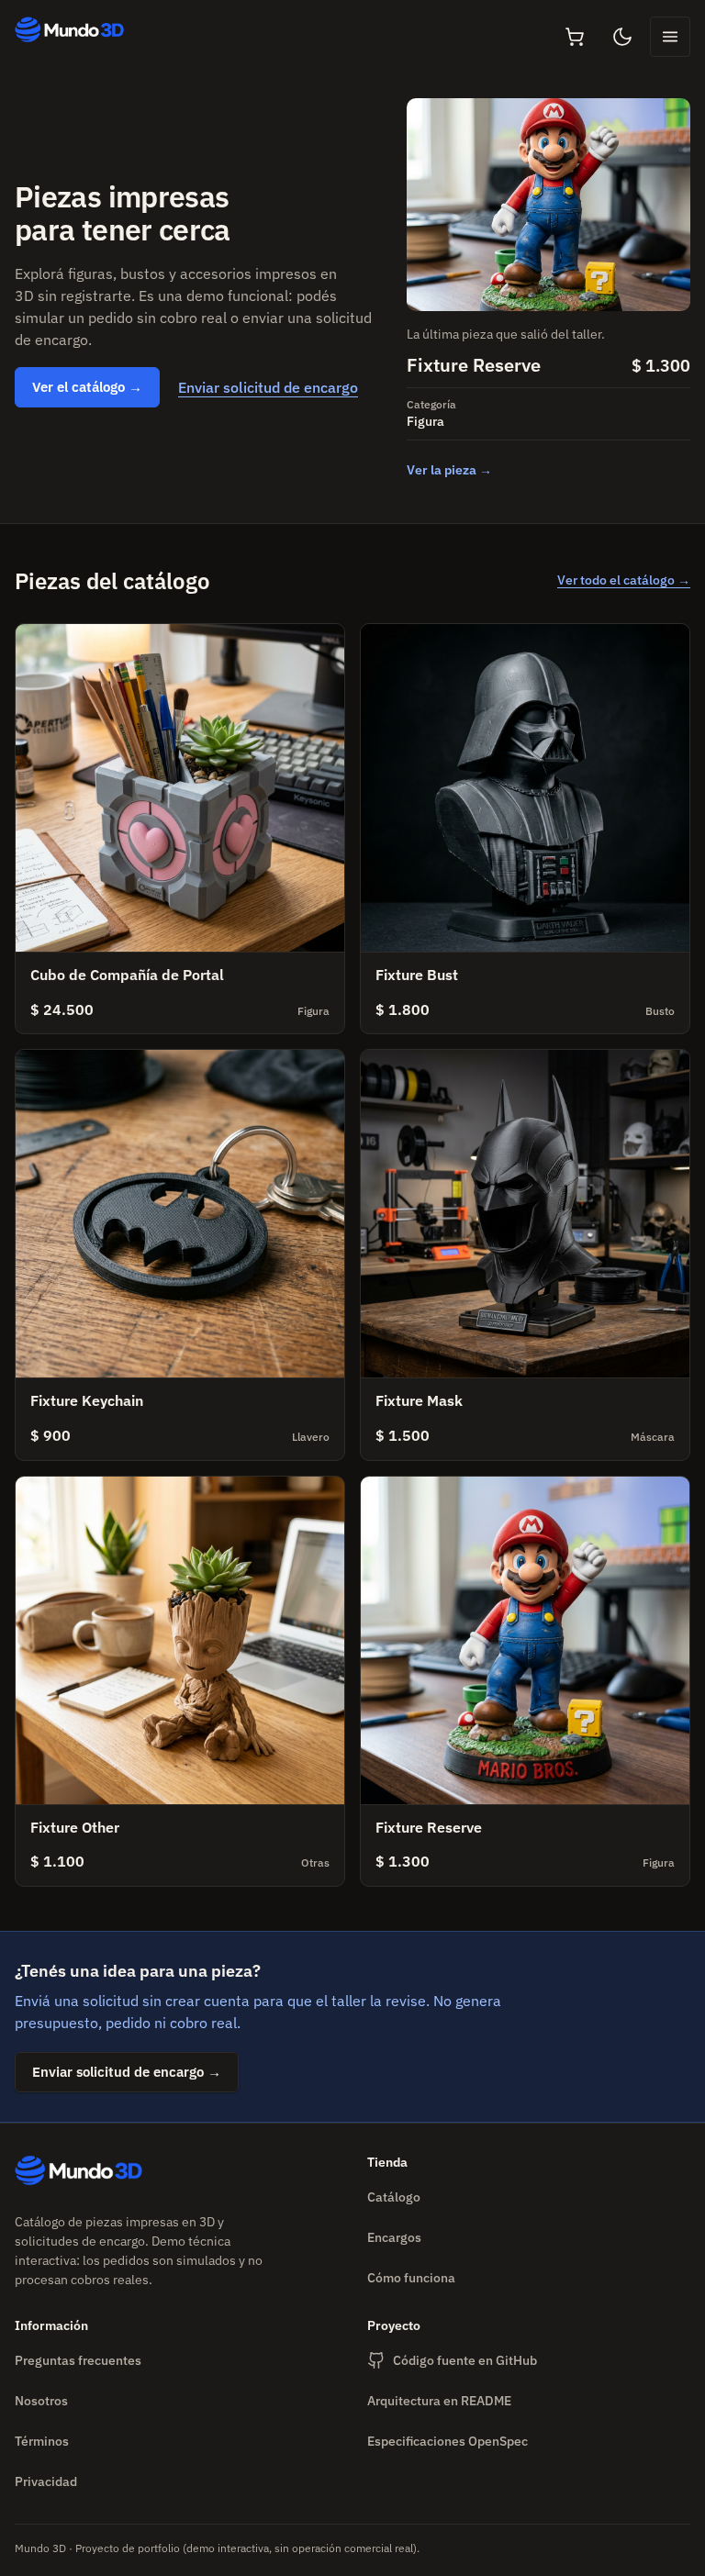 Mundo 3D
Piezas impresas
para tener cerca
Explorá figuras, bustos y accesorios impresos en
3D sin registrarte. Es una demo funcional: podés
simular un pedido sin cobro real o enviar una solicitud
de encargo.
Ver el catálogo →
Enviar solicitud de encargo
?
La última pieza que salió del taller.
Fixture Reserve
$ 1.300
Categoría
Figura
Ver la pieza →
Piezas del catálogo
Ver todo el catálogo →
DELL
APERTURE
Keysonic
Cubo de Compañía de Portal
$ 24.500
Figura
DARTH VADER
Fixture Bust
$ 1.800
Busto
Fixture Keychain
$ 900
Llavero
Fixture Mask
$ 1.500
Máscara
Fixture Other
$ 1.100
Otras
?
MARIO BROS.
Fixture Reserve
$ 1.300
Figura
¿Tenés una idea para una pieza?
Enviá una solicitud sin crear cuenta para que el taller la revise. No genera
presupuesto, pedido ni cobro real.
Enviar solicitud de encargo →
Mundo 3D
Catálogo de piezas impresas en 3D y
solicitudes de encargo. Demo técnica
interactiva: los pedidos son simulados y no
procesan cobros reales.
Tienda
Catálogo
Encargos
Cómo funciona
Información
Preguntas frecuentes
Nosotros
Términos
Privacidad
Proyecto
Código fuente en GitHub
Arquitectura en README
Especificaciones OpenSpec
Mundo 3D · Proyecto de portfolio (demo interactiva, sin operación comercial real).